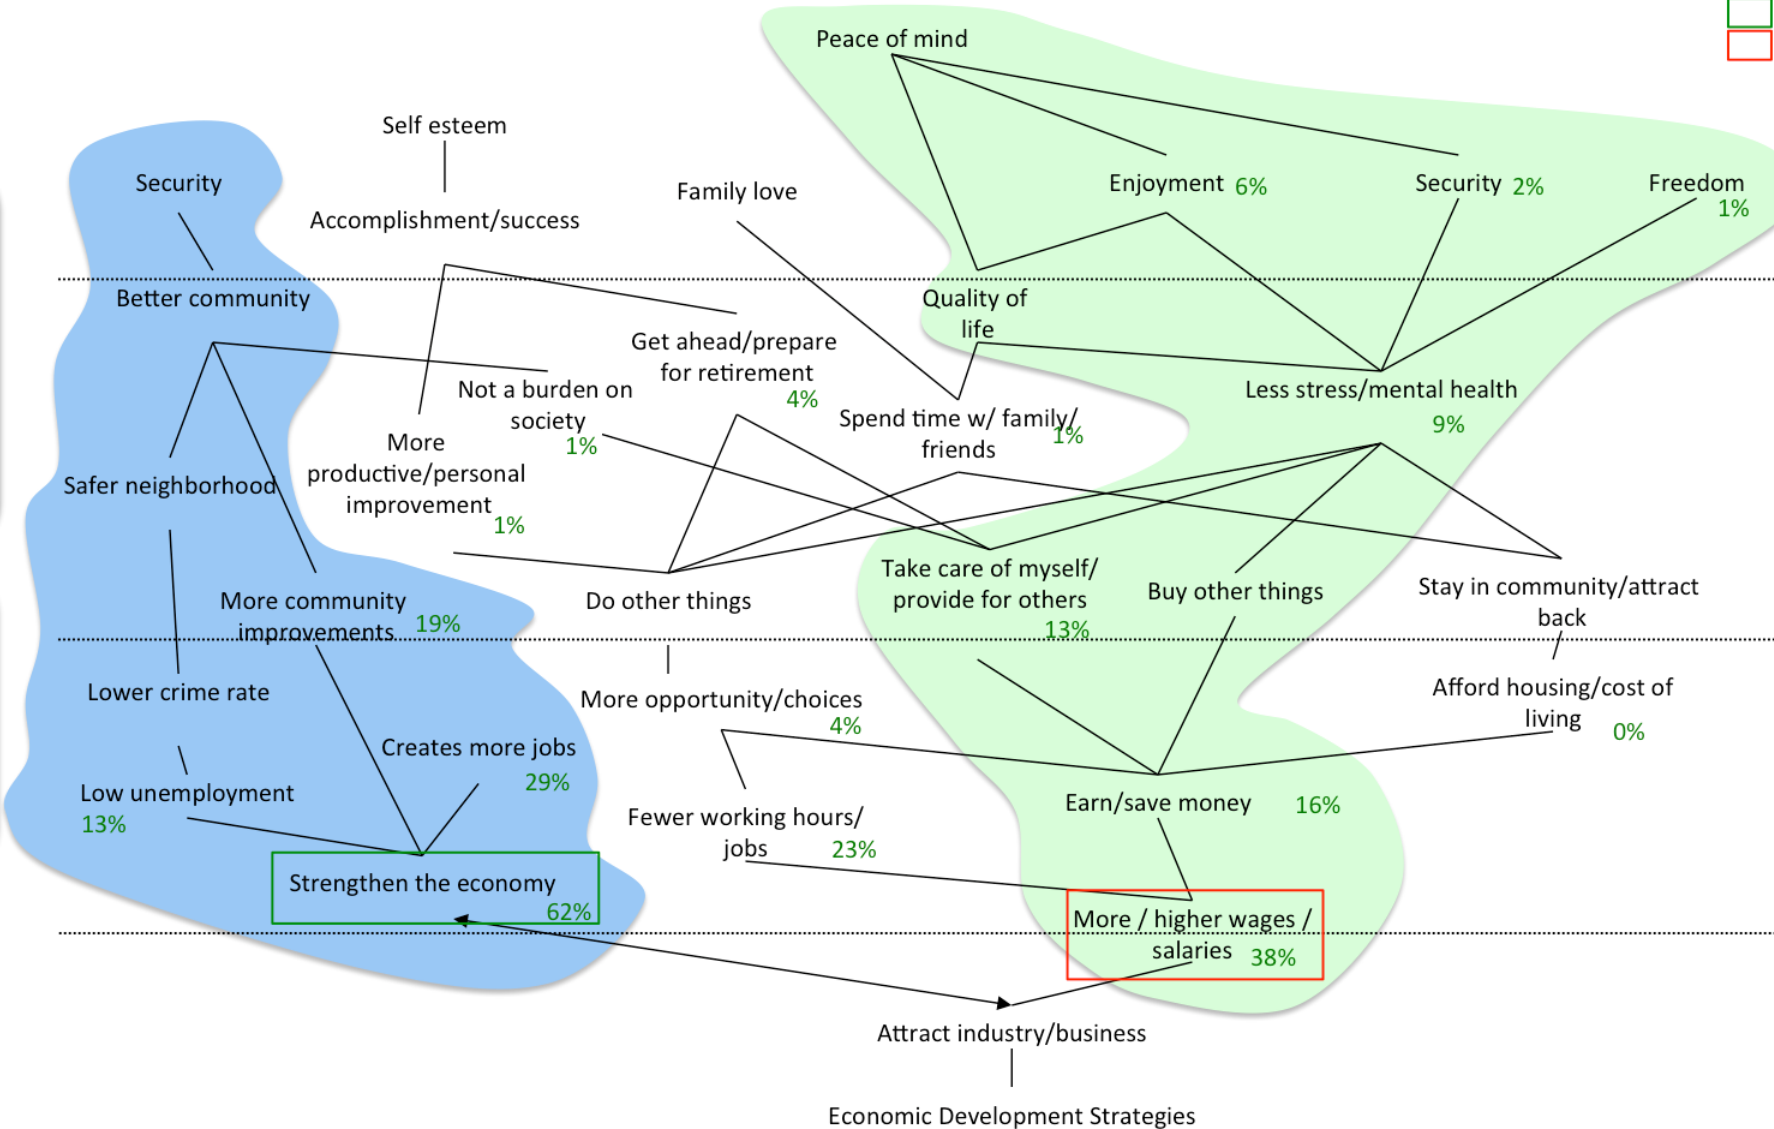 Peace of mind
Self esteem
Security
Family love
Enjoyment 6%
Security 2%
Freedom
1%
Accomplishment/success
Better community
Quality of
life
Get ahead/prepare
for retirement
4%
Not a burden on
society
1%
Less stress/mental health
9%
Spend time w/ family/
friends
1%
More
productive/personal
improvement
1%
Safer neighborhood
Take care of myself/
provide for others
13%
Buy other things
Stay in community/attract
back
More community
improvements 19%
Do other things
Lower crime rate
More opportunity/choices
4%
Afford housing/cost of
living 0%
Creates more jobs
29%
Low unemployment
13%
Fewer working hours/
jobs 23%
Earn/save money 16%
Strengthen the economy
62%
More / higher wages /
salaries 38%
Attract industry/business
Economic Development Strategies